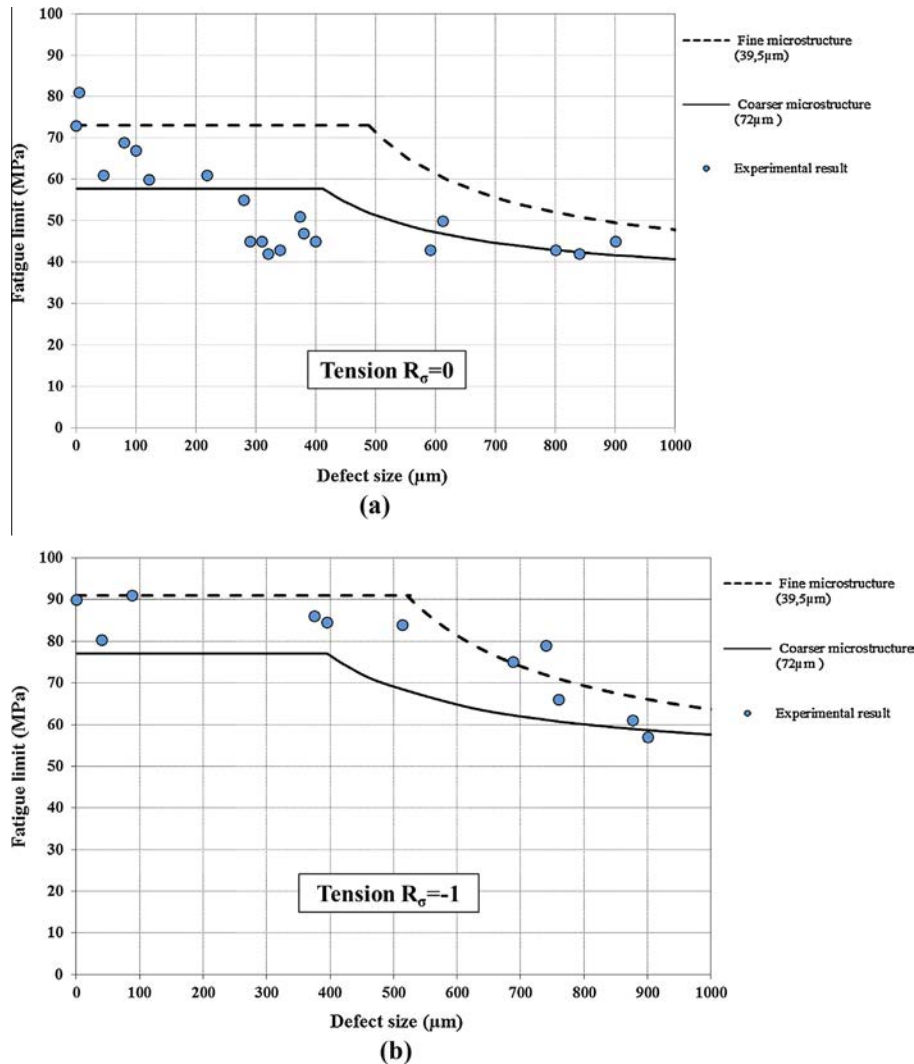 (a)
100
90
80
70
60
50
40
30
20
10
0
Fatigue limit (MPa)
0 100 200 300 400 500 600 700 800 900 1000
Defect size (µm)
Tension Rσ=0
Fine microstructure
(39,5µm)
Coarser microstructure
(72µm )
Experimental result
(a)
100
90
80
70
60
50
40
30
20
10
0
Fatigue limit (MPa)
0 100 200 300 400 500 600 700 800 900 1000
Defect size (µm)
Tension Rσ=-1
Fine microstructure
(39,5µm)
Coarser microstructure
(72µm )
Experimental result
(b)